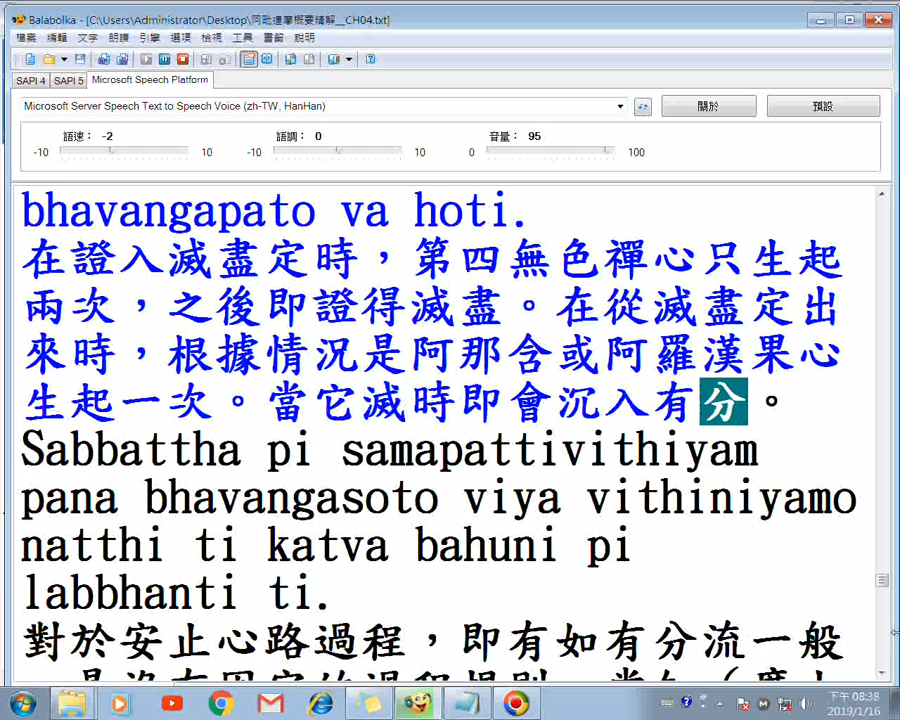 Balabolka - [C:\Users\Administrator\Desktop\阿毗達摩概要精解__CH04.txt]
檔案 編輯 文字 朗讀 引擎 選項 檢視 工具 書籤 說明
SAPI 4 SAPI 5 Microsoft Speech Platform
Microsoft Server Speech Text to Speech Voice (zh-TW, HanHan) 關於 預設
語速: -2 語調: 0 音量: 95
-10 10 -10 10 0 100
bhavangapato va hoti.
在證入滅盡定時，第四無色禪心只生起
兩次，之後即證得滅盡。在從滅盡定出
來時，根據情況是阿那含或阿羅漢果心
生起一次。當它滅時即會沉入有分。
Sabbattha pi samapattivithiyam
pana bhavangasoto viya vithiniyamo
natthi ti katva bahuni pi
labbhanti ti.
對於安止心路過程，即有如有分流一般
下午 08:38
2019/1/16